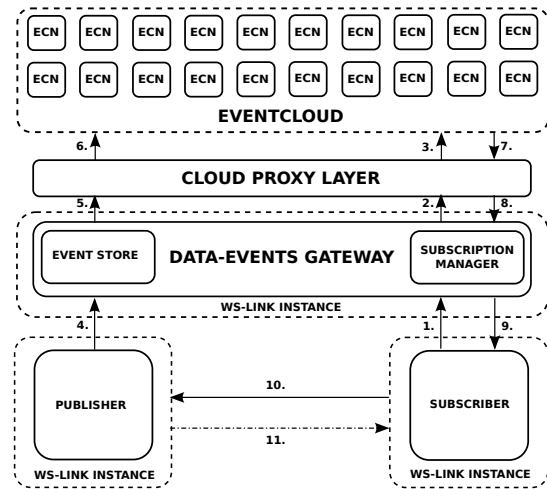 ECN ECN ECN ECN ECN ECN ECN ECN ECN ECN
ECN ECN ECN ECN ECN ECN ECN ECN ECN ECN
EVENTCLOUD
6. 3. 7.
CLOUD PROXY LAYER
5. 2. 8.
EVENT STORE
DATA-EVENTS GATEWAY
SUBSCRIPTION
MANAGER
WS-LINK INSTANCE
4. 1. 9.
PUBLISHER
10.
SUBSCRIBER
11.
WS-LINK INSTANCE
WS-LINK INSTANCE